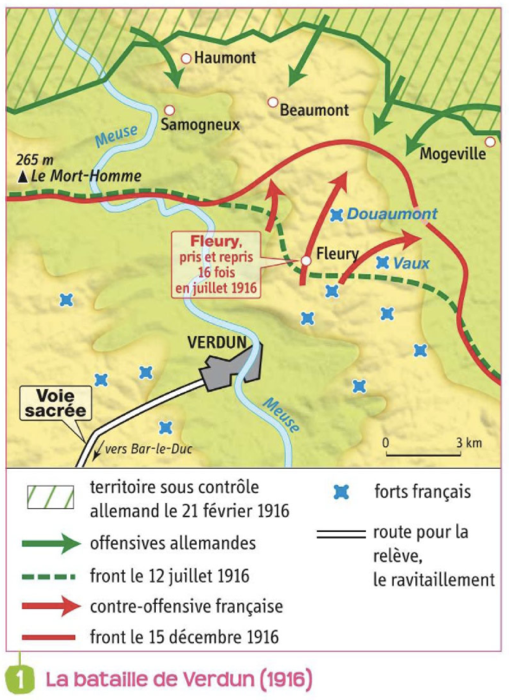 Haumont
Beaumont
Samogneux
Meuse
Mogeville
265 m
▲ Le Mort-Homme
Douaumont
Fleury,
pris et repris
16 fois
en juillet 1916
Fleury
Vaux
VERDUN
Voie
sacrée
Meuse
vers Bar-le-Duc
0 3 km
territoire sous contrôle
allemand le 21 février 1916
offensives allemandes
front le 12 juillet 1916
contre-offensive française
front le 15 décembre 1916
forts français
route pour la
relève,
le ravitaillement
1 La bataille de Verdun (1916)